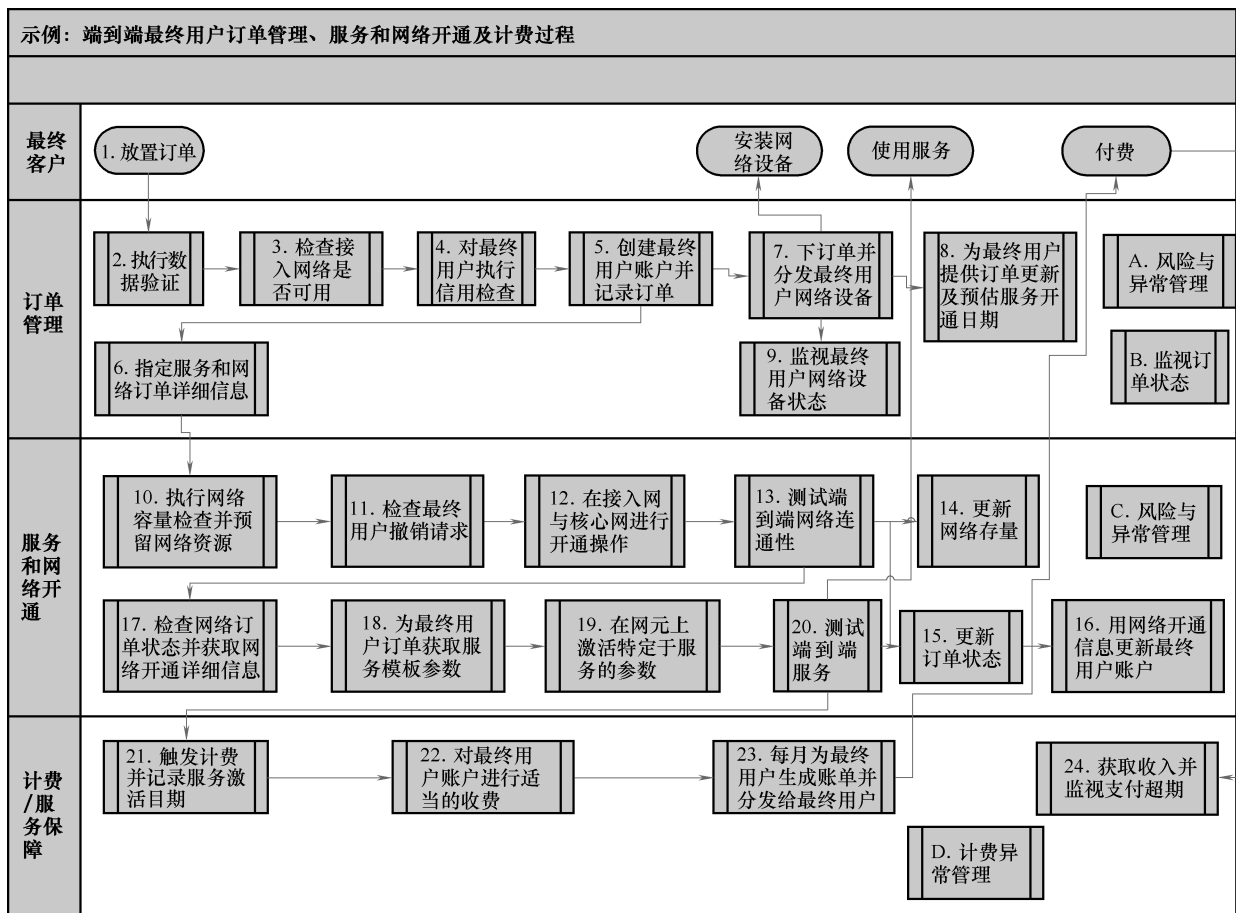 示例：端到端最终用户订单管理、服务和网络开通及计费过程
最终
客户
1. 放置订单
安装网
络设备
使用服务
付费
订单
管理
2. 执行数
据验证
3. 检查接
入网络是
否可用
4. 对最终
用户执行
信用检查
5. 创建最终
用户账户并
记录订单
7. 下订单并
分发最终用
户网络设备
8. 为最终用户
提供订单更新
及预估服务开
通日期
A. 风险与
异常管理
6. 指定服务和网
络订单详细信息
9. 监视最终
用户网络设
备状态
B. 监视订
单状态
服务
和网
络开
通
10. 执行网络
容量检查并预
留网络资源
11. 检查最终
用户撤销请求
12. 在接入网
与核心网进行
开通操作
13. 测试端
到端网络连
通性
14. 更新
网络存量
C. 风险与
异常管理
17. 检查网络订
单状态并获取网
络开通详细信息
18. 为最终用
户订单获取服
务模板参数
19. 在网元上
激活特定于服
务的参数
20. 测试
端到端
服务
15. 更新
订单状态
16. 用网络开通
信息更新最终
用户账户
计费
/服
务保
障
21. 触发计费
并记录服务激
活日期
22. 对最终用
户账户进行适
当的收费
23. 每月为最终
用户生成账单并
分发给最终用户
24. 获取收入并
监视支付超期
D. 计费异
常管理